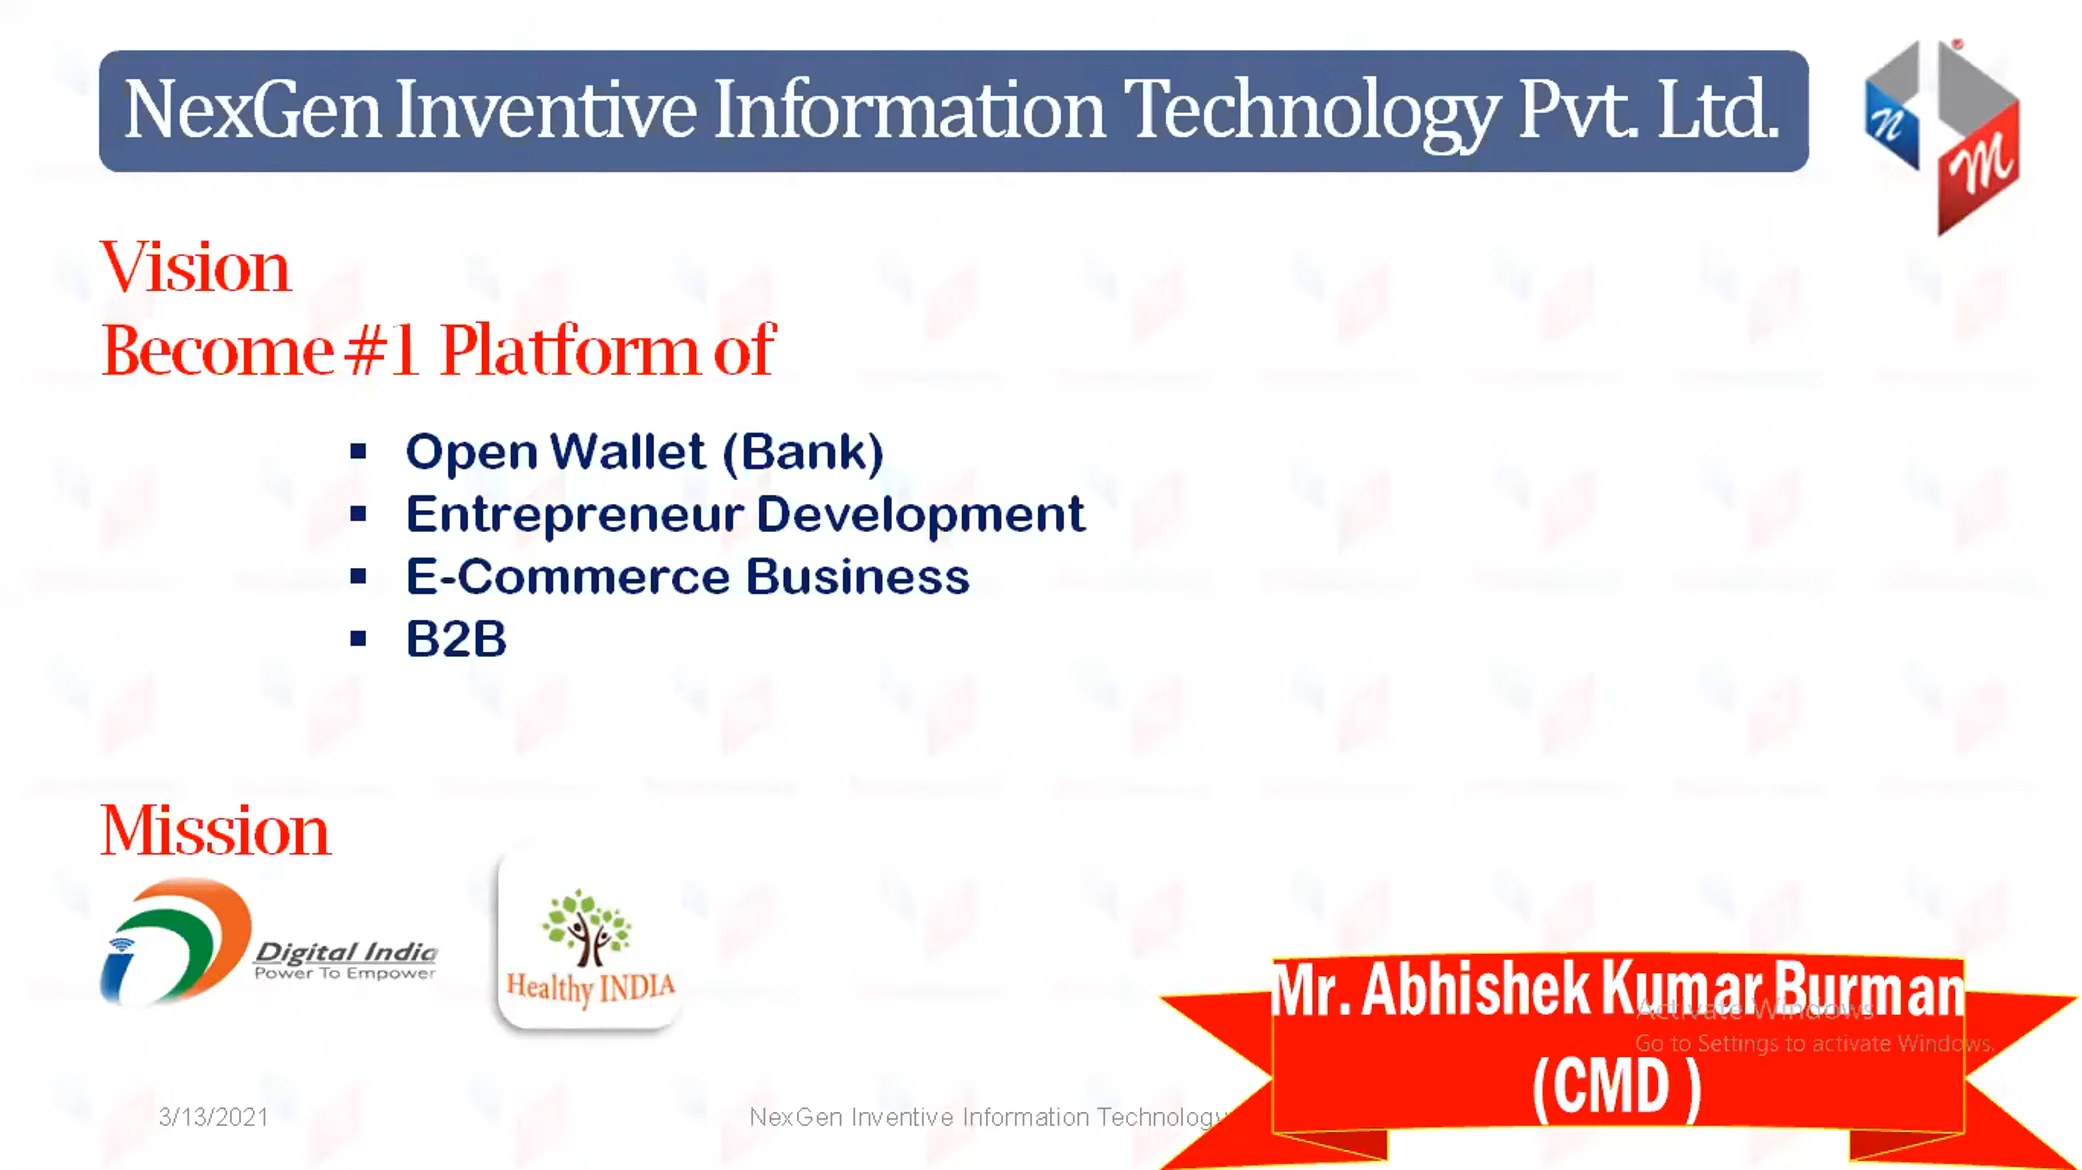 NexGen Inventive Information Technology Pvt. Ltd.
n
m
Vision
Become #1 Platform of
▪ Open Wallet (Bank)
▪ Entrepreneur Development
▪ E-Commerce Business
▪ B2B
Mission
Digital India
Power To Empower
Healthy INDIA
Mr. Abhishek Kumar Burman
(CMD )
Activate Windows
Go to Settings to activate Windows.
3/13/2021
NexGen Inventive Information Technology